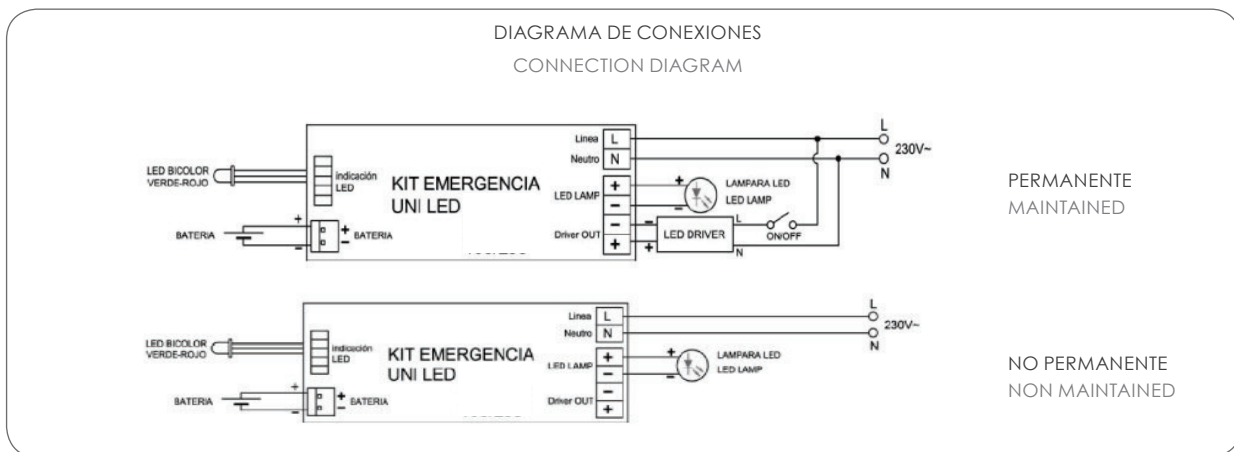 DIAGRAMA DE CONEXIONES
CONNECTION DIAGRAM
LED BICOLOR
VERDE-ROJO
indicación
LED
BATERIA
+
-
+
-
BATERIA
KIT EMERGENCIA
UNI LED
Linea L
Neutro N
LED LAMP
+
-
Driver OUT
-
+
+
-
LAMPARA LED
LED LAMP
-
+
LED DRIVER
L
N
ON/OFF
L
230V~
N
PERMANENTE
MAINTAINED
LED BICOLOR
VERDE-ROJO
indicación
LED
BATERIA
+
-
+
-
BATERIA
KIT EMERGENCIA
UNI LED
Linea L
Neutro N
LED LAMP
+
-
Driver OUT
-
+
+
-
LAMPARA LED
LED LAMP
L
230V~
N
NO PERMANENTE
NON MAINTAINED